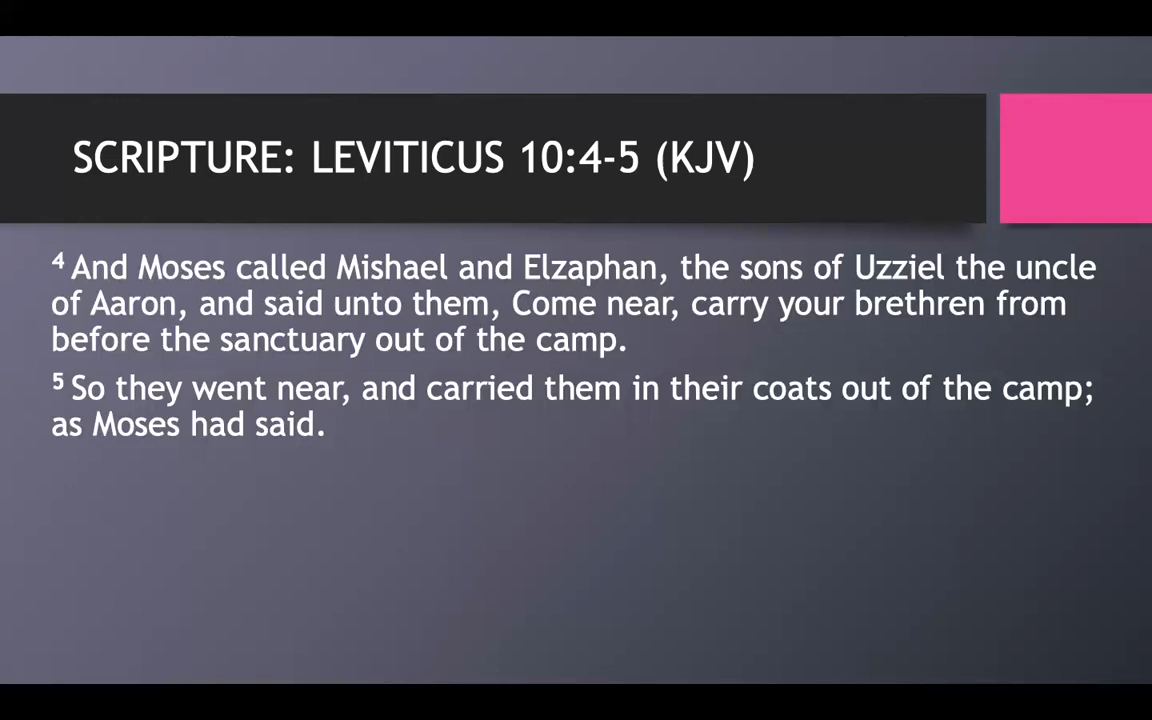 SCRIPTURE: LEVITICUS 10:4-5 (KJV)
4 And Moses called Mishael and Elzaphan, the sons of Uzziel the uncle
of Aaron, and said unto them, Come near, carry your brethren from
before the sanctuary out of the camp.
5 So they went near, and carried them in their coats out of the camp;
as Moses had said.